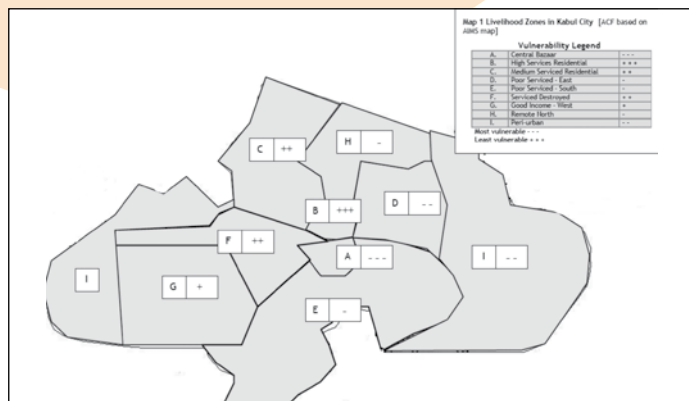 Map 1 Livelihood Zones in Kabul City [ACF based on
AIMS map]
Vulnerability Legend
A. Central Bazaar - - -
B. High Services Residential + + +
C. Medium Serviced Residential + +
D. Poor Serviced - East -
E. Poor Serviced - South -
F. Serviced Destroyed + +
G. Good Income - West +
H. Remote North -
I. Peri-urban - -
Most vulnerable - - -
Least vulnerable + + +
C ++
H -
B +++
D - -
F ++
A - - -
I - -
I
G +
E -